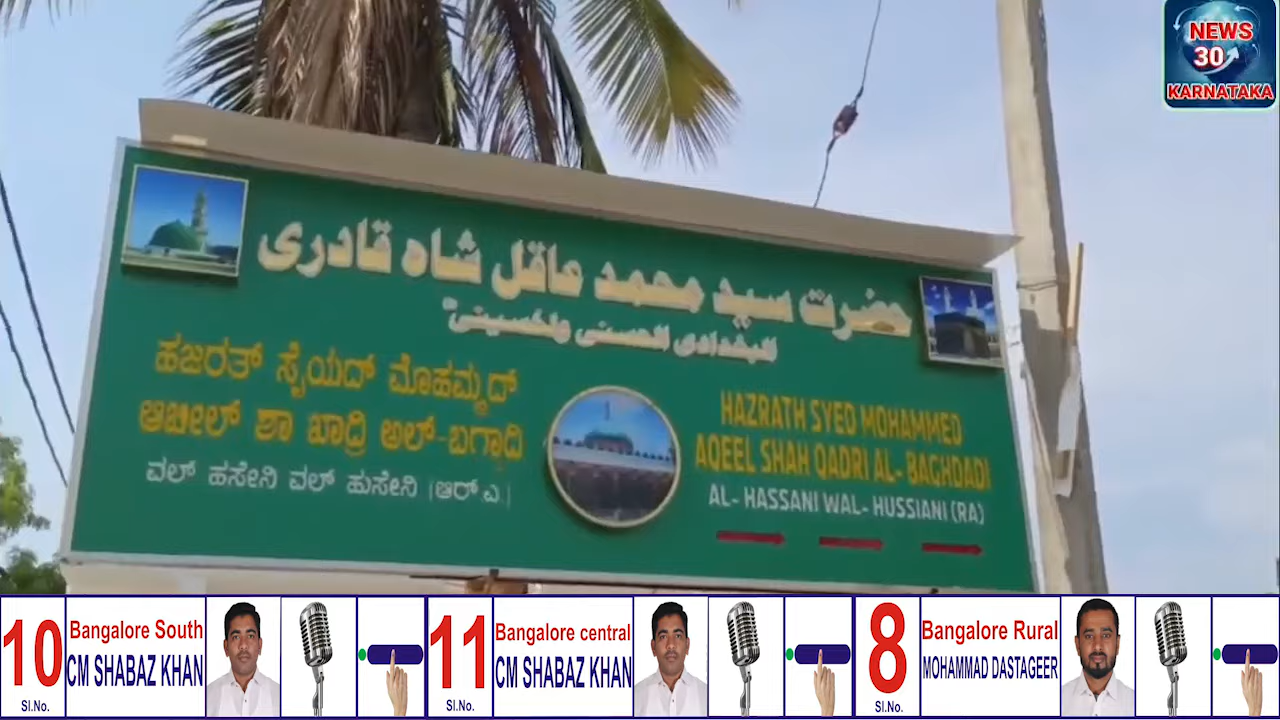 NEWS
30
KARNATAKA
حضرت سید محمد عاقل شاہ قادری
البغدادی الحسنی والحسینیؒ
ಹಜರತ್ ಸೈಯದ್ ಮೊಹಮ್ಮದ್
ಆಖೀಲ್ ಶಾ ಖಾದ್ರಿ ಅಲ್-ಬಗ್ದಾದಿ
ವಲ್ ಹಸೇನಿ ವಲ್ ಹುಸೇನಿ (ಆರ್.ಎ.)
HAZRATH SYED MOHAMMED
AQEEL SHAH QADRI AL- BAGHDADI
AL- HASSANI WAL- HUSSIANI (RA)
10
Sl.No.
Bangalore South
CM SHABAZ KHAN
11
Sl.No.
Bangalore central
CM SHABAZ KHAN
8
Sl.No.
Bangalore Rural
MOHAMMAD DASTAGEER